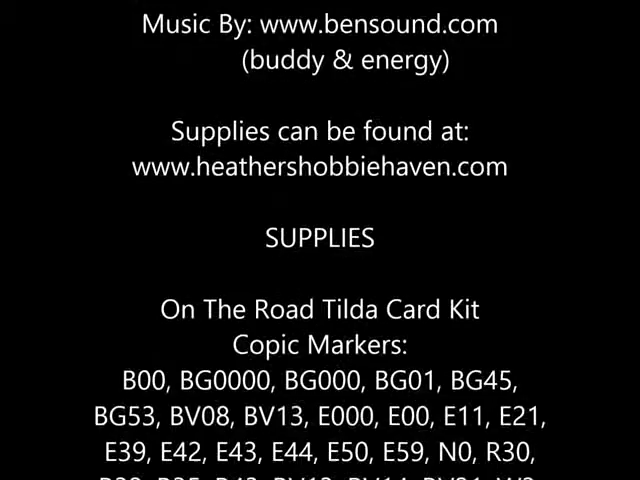 Music By: www.bensound.com
(buddy & energy)
Supplies can be found at:
www.heathershobbiehaven.com
SUPPLIES
On The Road Tilda Card Kit
Copic Markers:
B00, BG0000, BG000, BG01, BG45,
BG53, BV08, BV13, E000, E00, E11, E21,
E39, E42, E43, E44, E50, E59, N0, R30,